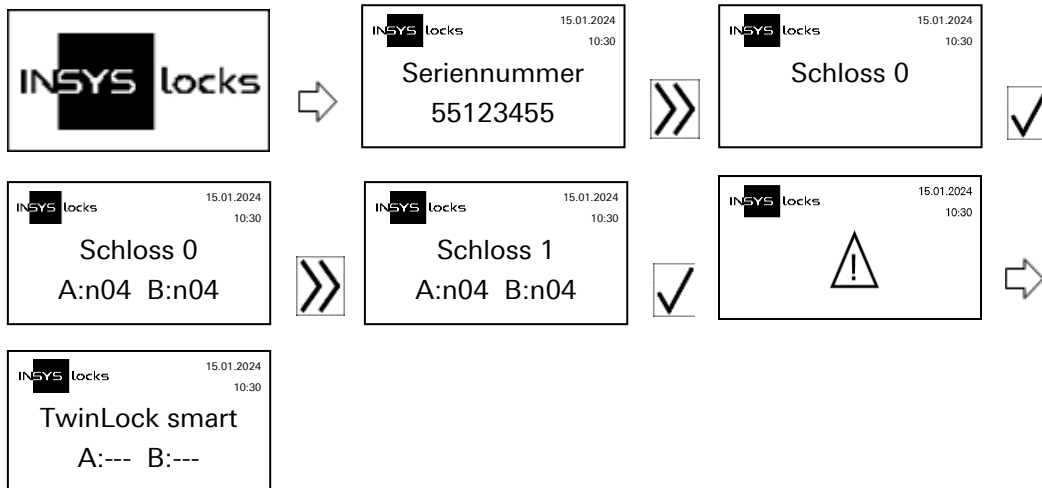 INSYS locks
INSYS locks 15.01.2024
10:30
Seriennummer
55123455
INSYS locks 15.01.2024
10:30
Schloss 0
INSYS locks 15.01.2024
10:30
Schloss 0
A:n04 B:n04
INSYS locks 15.01.2024
10:30
Schloss 1
A:n04 B:n04
INSYS locks 15.01.2024
10:30
!
INSYS locks 15.01.2024
10:30
TwinLock smart
A:--- B:---